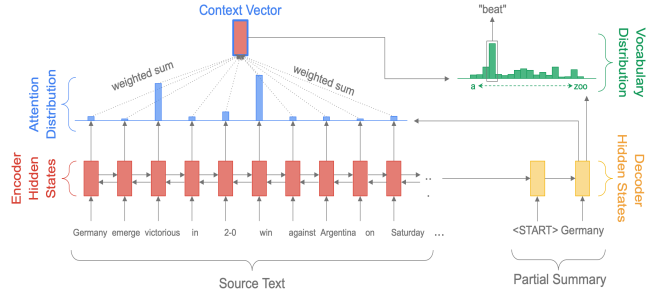 Context Vector
"beat"
weighted sum
weighted sum
Attention
Distribution
a
zoo
Vocabulary
Distribution
Encoder
Hidden
States
...
Decoder
Hidden States
Germany emerge victorious in 2-0 win against Argentina on Saturday ...
<START> Germany
Source Text
Partial Summary